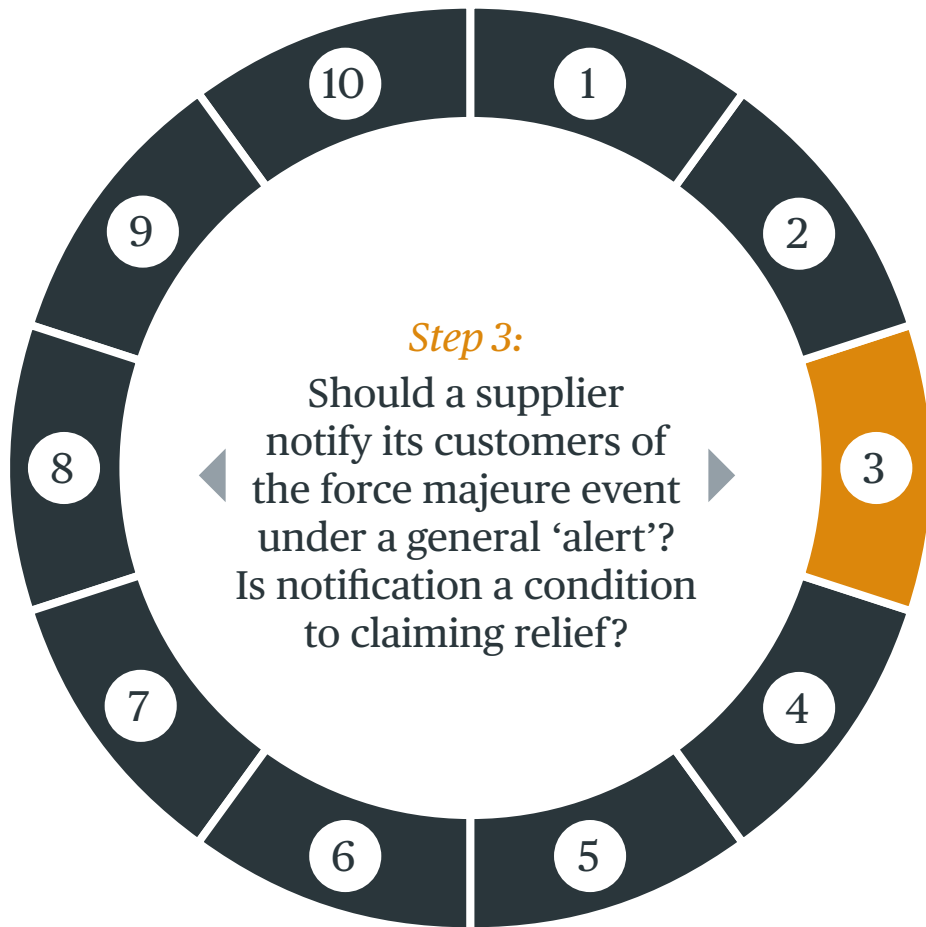 10
1
9
2
Step 3:
Should a supplier
notify its customers of
the force majeure event
under a general ‘alert’?
Is notification a condition
to claiming relief?
8
3
7
4
6
5